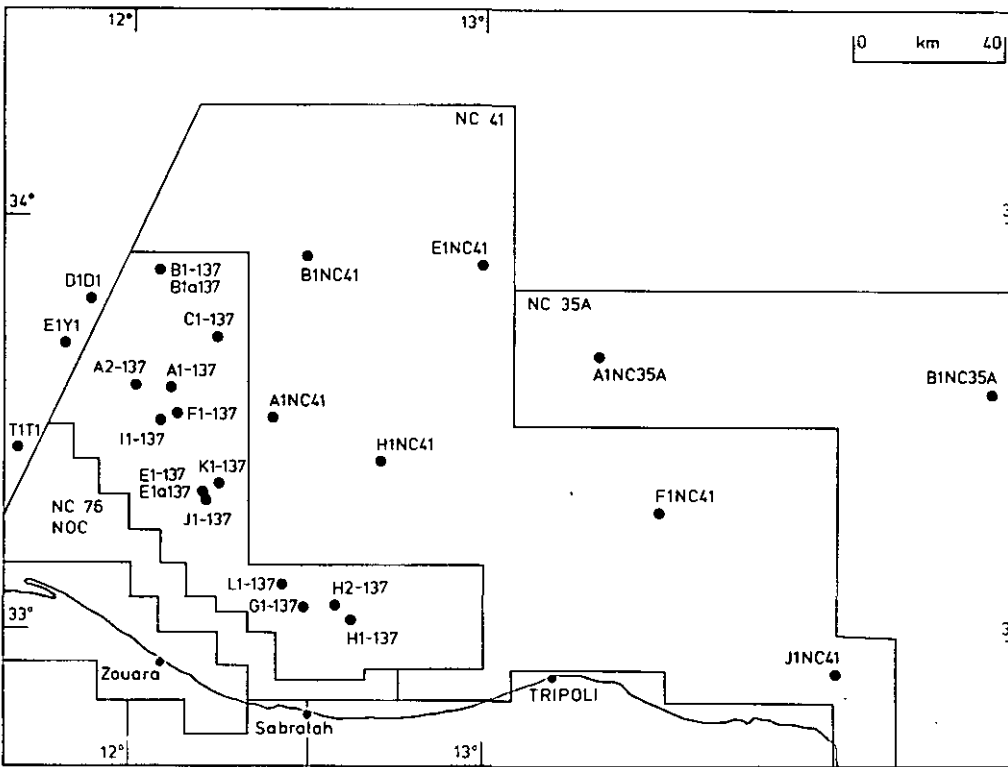 12°
13°
0 km 40
NC 41
34°
3
E1NC41
B1-137
B1a137
B1NC41
D1D1
NC 35A
C1-137
E1Y1
A2-137
A1-137
A1NC35A
B1NC35A
F1-137
A1NC41
I1-137
T1T1
H1NC41
K1-137
E1-137
E1a137
NC 76
NOC
J1-137
F1NC41
L1-137
H2-137
G1-137
H1-137
33°
3
Zouara
J1NC41
TRIPOLI
Sabratah
12°
13°